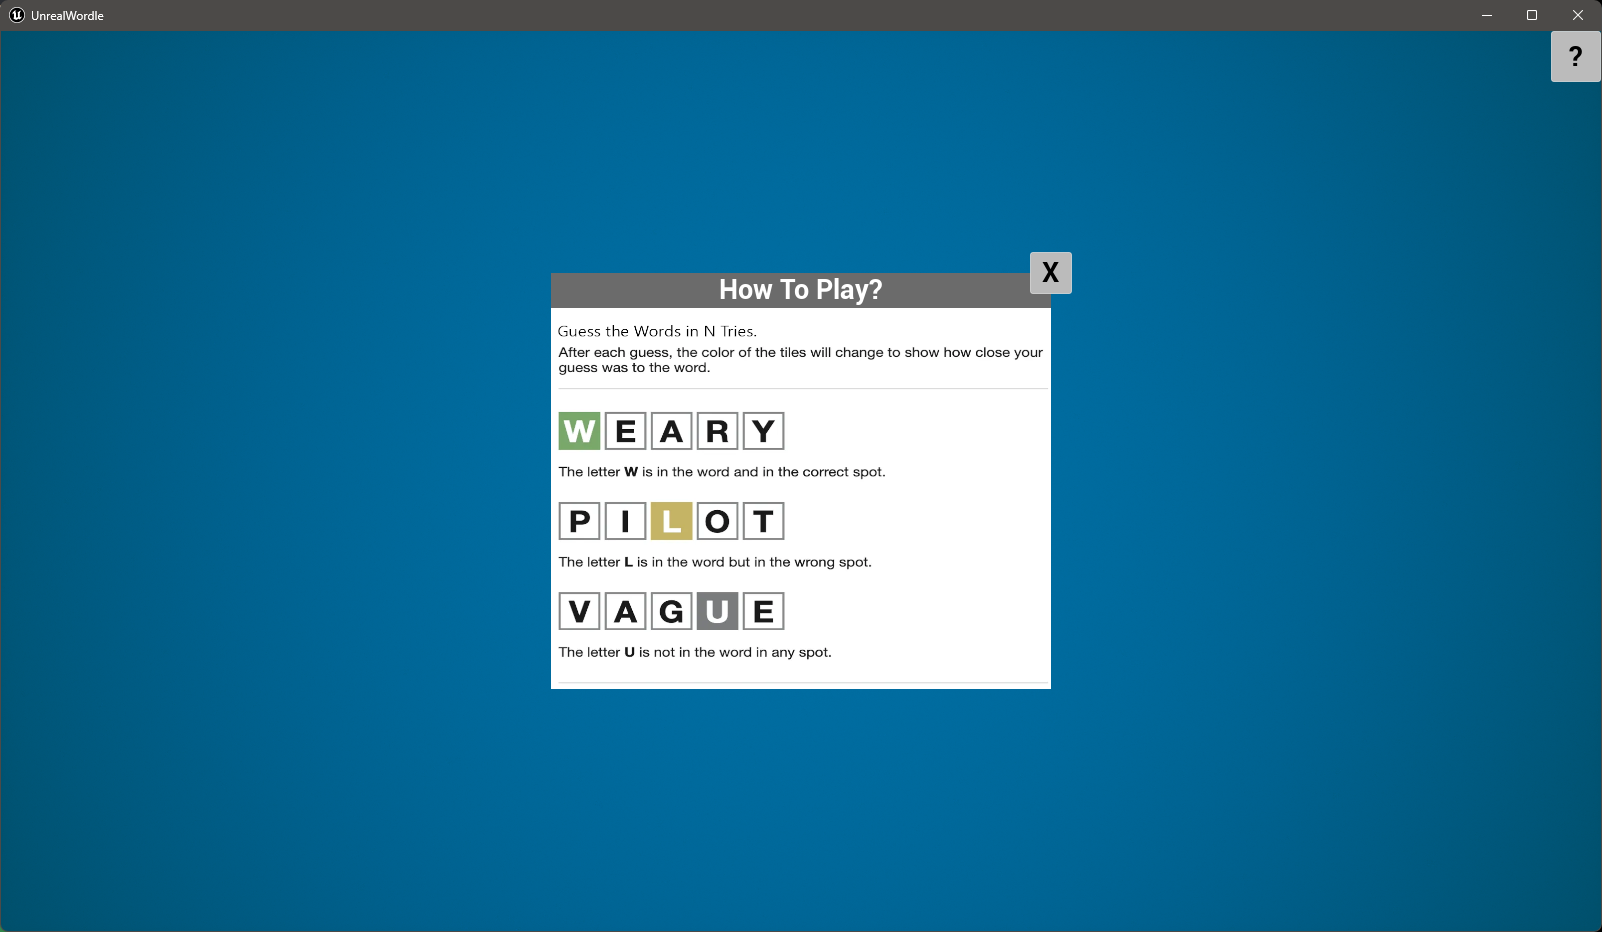 UnrealWordle
?
X
How To Play?
Guess the Words in N Tries.
After each guess, the color of the tiles will change to show how close your
guess was to the word.
WEARY
The letter W is in the word and in the correct spot.
PILOT
The letter L is in the word but in the wrong spot.
VAGUE
The letter U is not in the word in any spot.